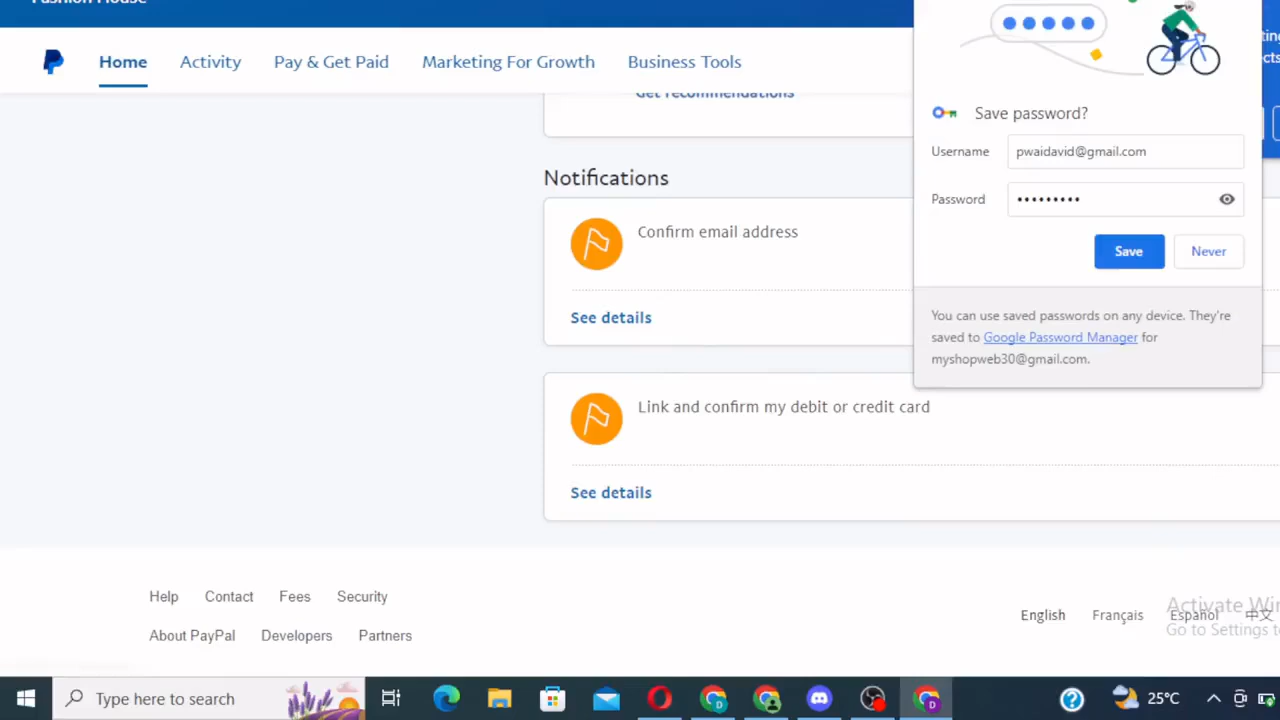 Fashion House
Home
Activity
Pay & Get Paid
Marketing For Growth
Business Tools
Get recommendations
Notifications
Confirm email address
See details
Link and confirm my debit or credit card
See details
Save password?
Username
pwaidavid@gmail.com
Password
•••••••••
Save
Never
You can use saved passwords on any device. They're
saved to Google Password Manager for
myshopweb30@gmail.com.
Help
Contact
Fees
Security
About PayPal
Developers
Partners
English
Français
Español
中文
Activate Win
Go to Settings t
Type here to search
25°C